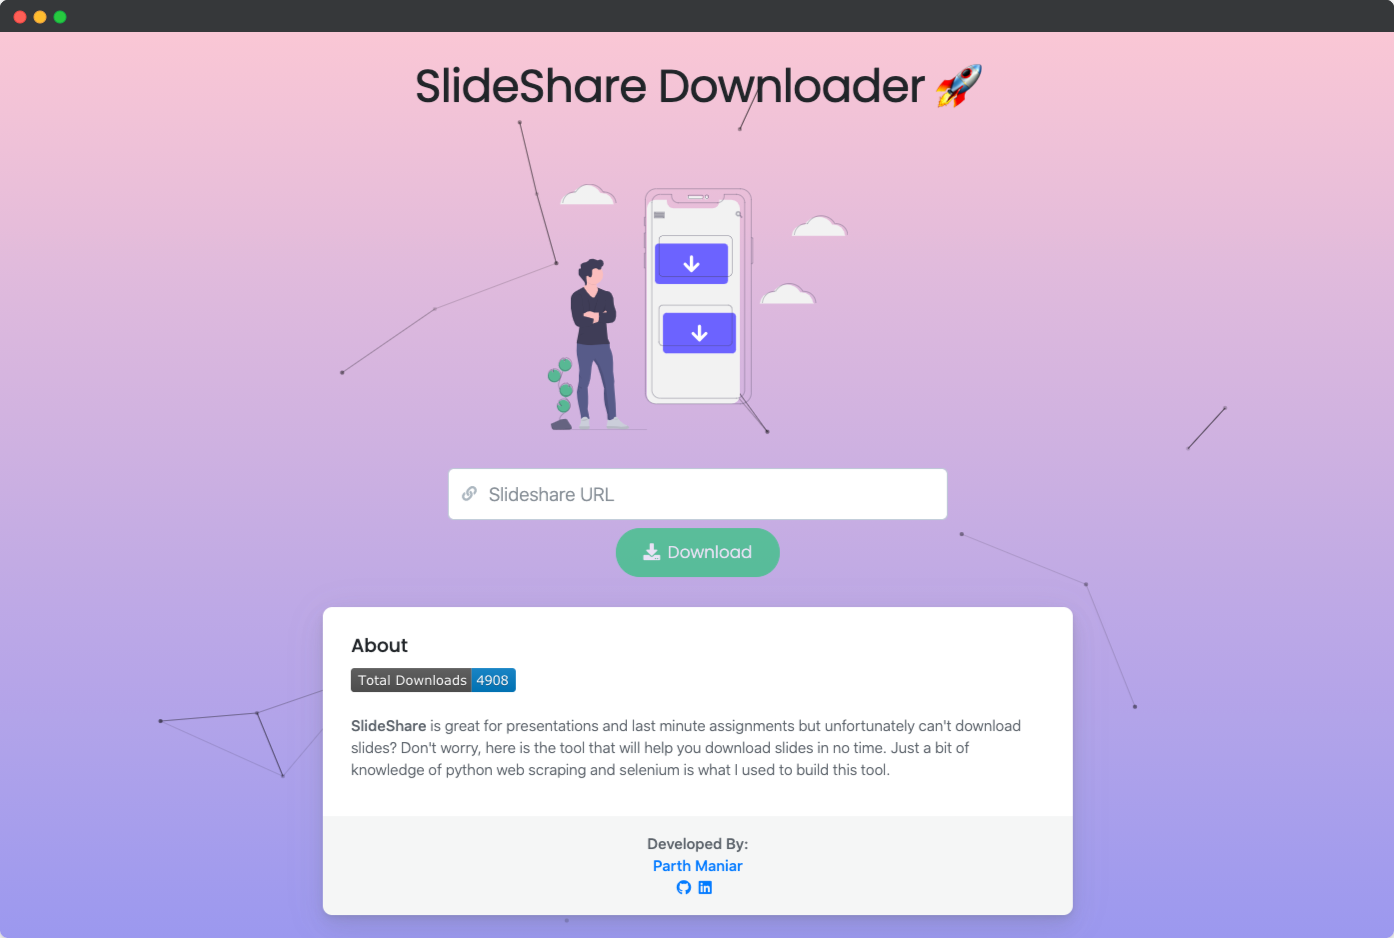 SlideShare Downloader 🚀
Slideshare URL
Download
About
Total Downloads 4908
SlideShare is great for presentations and last minute assignments but unfortunately can't download
slides? Don't worry, here is the tool that will help you download slides in no time. Just a bit of
knowledge of python web scraping and selenium is what I used to build this tool.
Developed By:
Parth Maniar